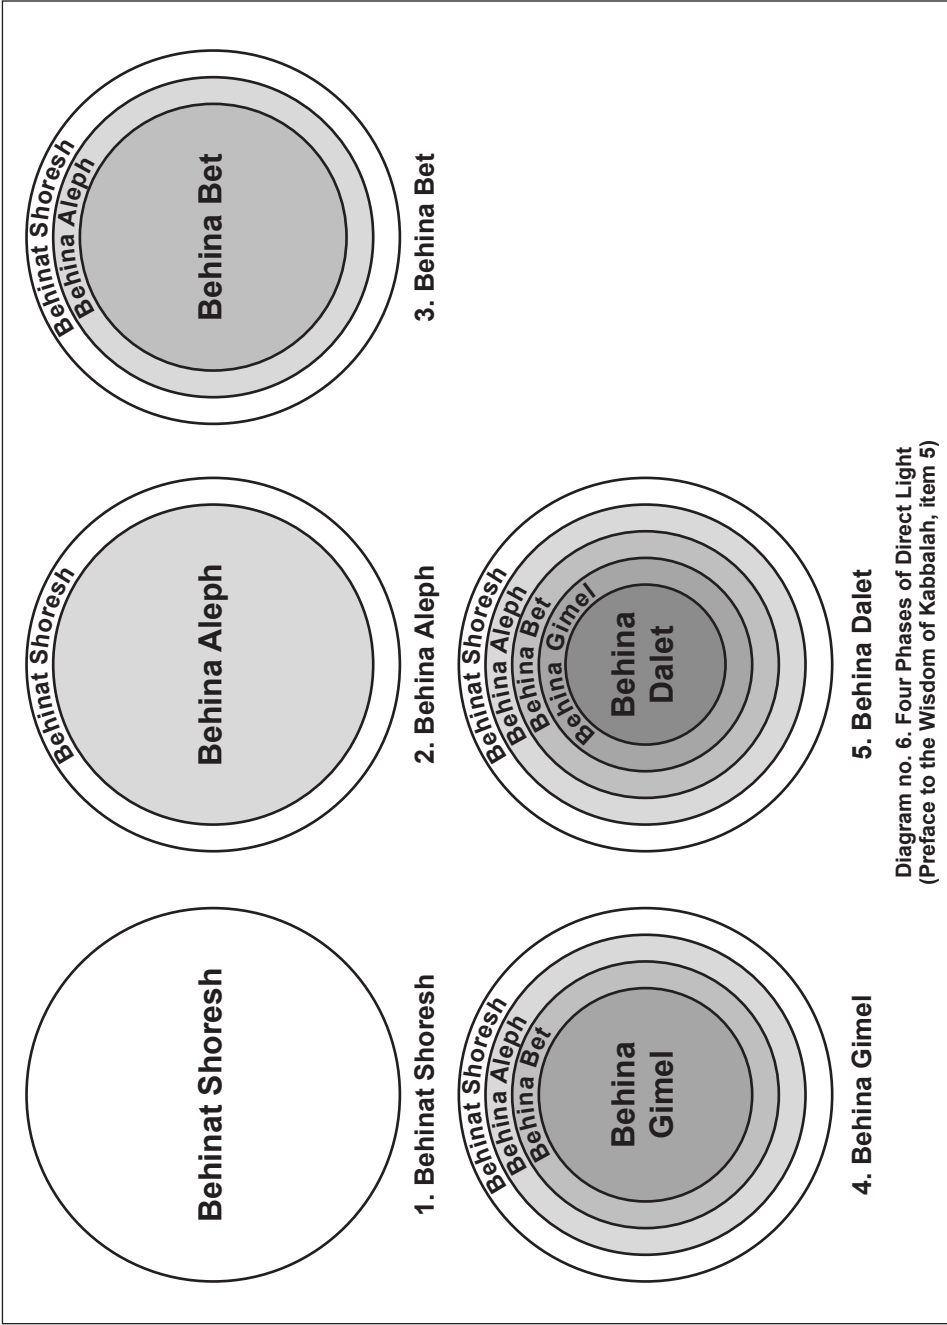 Behinat Shoresh
1. Behinat Shoresh
Behinat Shoresh
Behina Aleph
2. Behina Aleph
Behinat Shoresh
Behina Aleph
Behina Bet
3. Behina Bet
Behinat Shoresh
Behina Aleph
Behina Bet
Behina
Gimel
4. Behina Gimel
Behinat Shoresh
Behina Aleph
Behina Bet
Behina Gimel
Behina
Dalet
5. Behina Dalet
Diagram no. 6. Four Phases of Direct Light
(Preface to the Wisdom of Kabbalah, item 5)